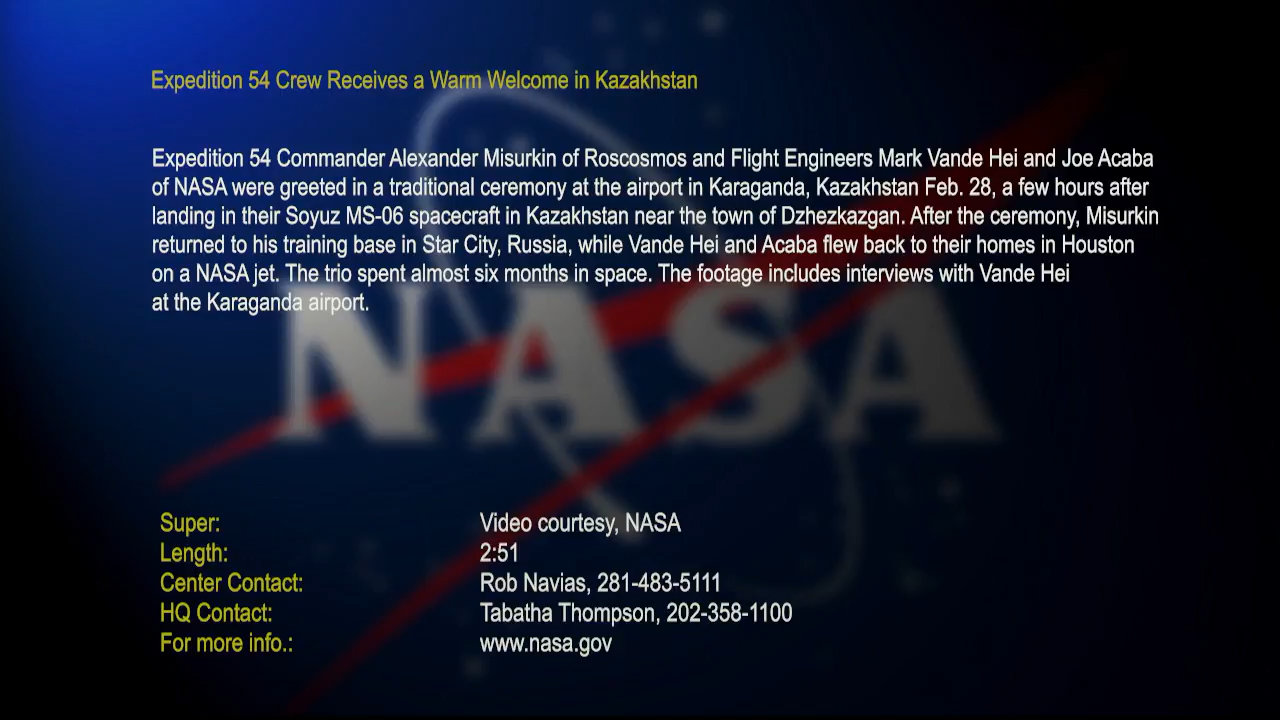 Expedition 54 Crew Receives a Warm Welcome in Kazakhstan
Expedition 54 Commander Alexander Misurkin of Roscosmos and Flight Engineers Mark Vande Hei and Joe Acaba
of NASA were greeted in a traditional ceremony at the airport in Karaganda, Kazakhstan Feb. 28, a few hours after
landing in their Soyuz MS-06 spacecraft in Kazakhstan near the town of Dzhezkazgan. After the ceremony, Misurkin
returned to his training base in Star City, Russia, while Vande Hei and Acaba flew back to their homes in Houston
on a NASA jet. The trio spent almost six months in space. The footage includes interviews with Vande Hei
at the Karaganda airport.
NASA
Super: Video courtesy, NASA
Length: 2:51
Center Contact: Rob Navias, 281-483-5111
HQ Contact: Tabatha Thompson, 202-358-1100
For more info.: www.nasa.gov